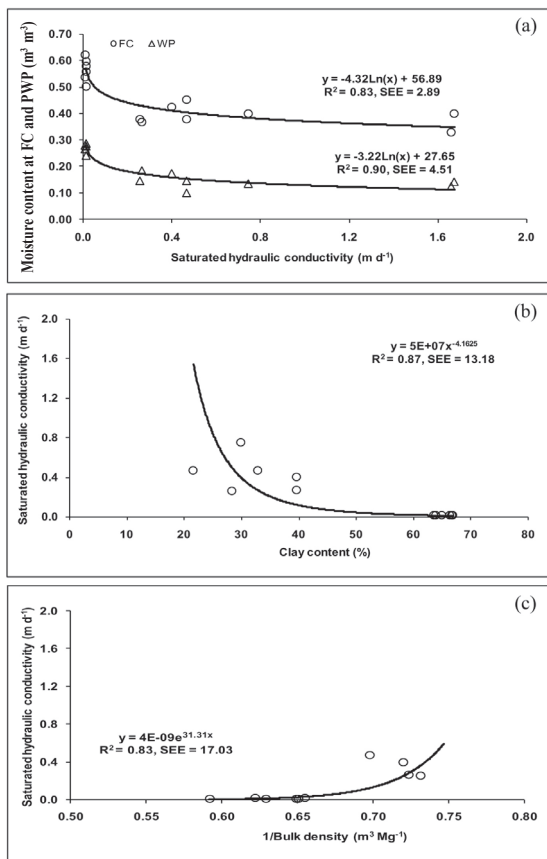 (a)
○FC △WP
Moisture content at FC and PWP (m³ m⁻³)
0.70
0.60
0.50
0.40
0.30
0.20
0.10
0.00
y = -4.32Ln(x) + 56.89
R² = 0.83, SEE = 2.89
y = -3.22Ln(x) + 27.65
R² = 0.90, SEE = 4.51
0.0 0.4 0.8 1.2 1.6 2.0
Saturated hydraulic conductivity (m d⁻¹)
(b)
Saturated hydraulic conductivity (m d⁻¹)
2.0
1.6
1.2
0.8
0.4
0.0
y = 5E+07x⁻⁴·¹⁶²⁵
R² = 0.87, SEE = 13.18
0 10 20 30 40 50 60 70 80
Clay content (%)
(c)
Saturated hydraulic conductivity (m d⁻¹)
2.0
1.6
1.2
0.8
0.4
0.0
y = 4E-09e³¹·³¹ˣ
R² = 0.83, SEE = 17.03
0.50 0.55 0.60 0.65 0.70 0.75 0.80
1/Bulk density (m³ Mg⁻¹)